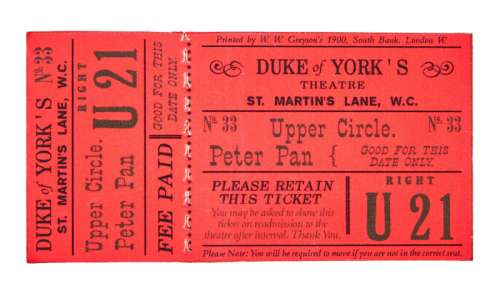 DUKE of YORK'S Nº. 33
ST. MARTIN'S LANE, W.C.
Upper Circle. RIGHT
Peter Pan U 21
GOOD FOR THIS
DATE ONLY.
FEE PAID
Printed by W. W. Greyson's 1900, South Bank. London W.
DUKE of YORK'S
THEATRE
ST. MARTIN'S LANE, W.C.
Nº. 33 Upper Circle. Nº. 33
Peter Pan { GOOD FOR THIS
DATE ONLY.
PLEASE RETAIN
THIS TICKET
You may be asked to show this
ticket on readmission to the
theatre after interval. Thank You.
RIGHT
U 21
Please Note: You will be required to move if you are not in the correct seat.